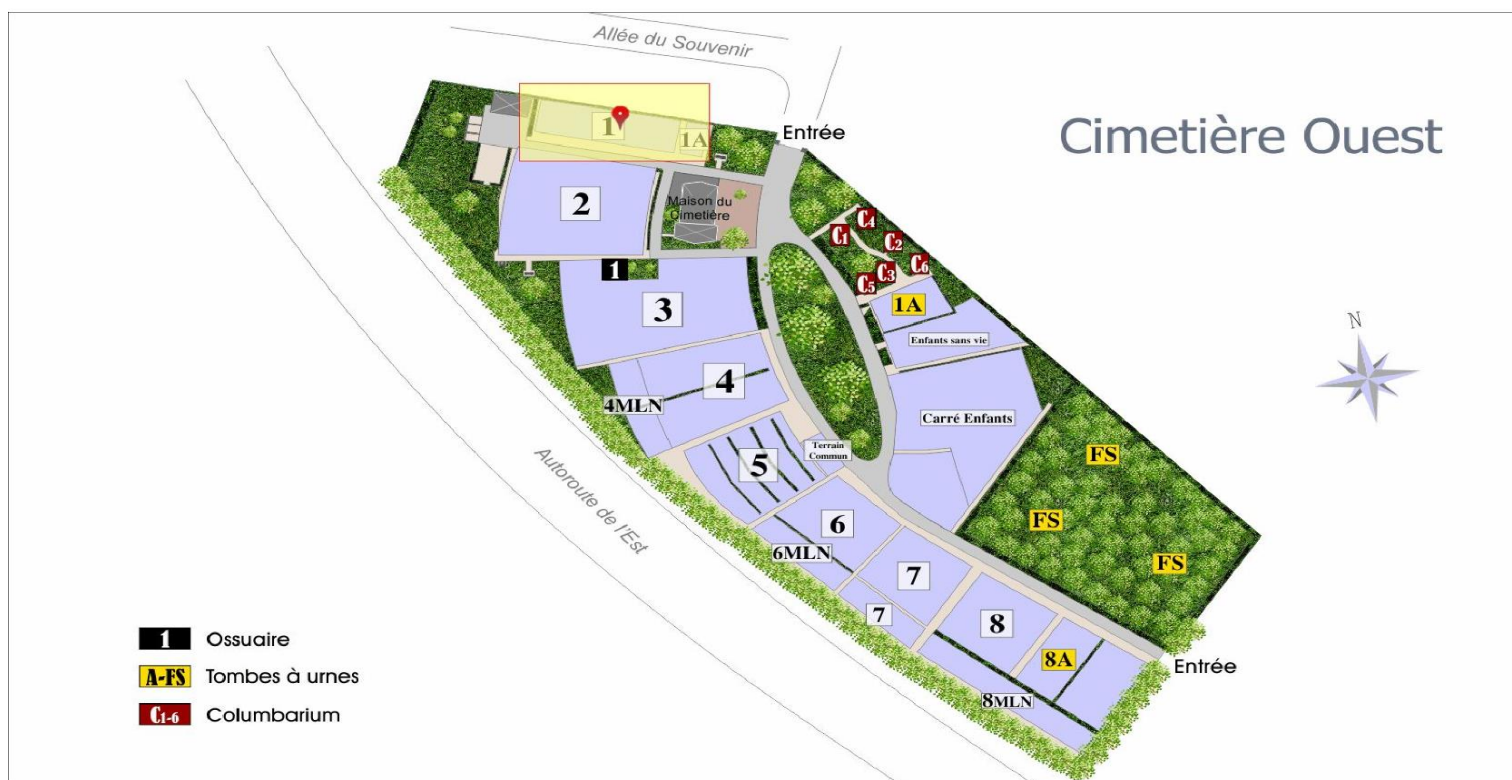 Allée du Souvenir
Cimetière Ouest
Entrée
1
1A
2
Maison du
Cimetière
C4
C1
C2
C3
C6
C5
1
1A
3
Enfants sans vie
N
4
4MLN
Carré Enfants
Terrain
Commun
FS
5
FS
6
6MLN
FS
7
7
8
8A
8MLN
Entrée
Autoroute de l'Est
1 Ossuaire
A-FS Tombes à urnes
C1-6 Columbarium